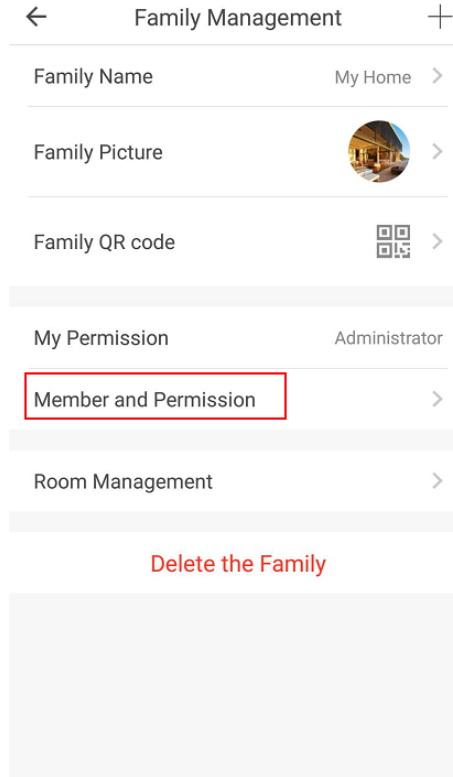 Family Management
Family Name My Home
Family Picture
Family QR code
My Permission Administrator
Member and Permission
Room Management
Delete the Family